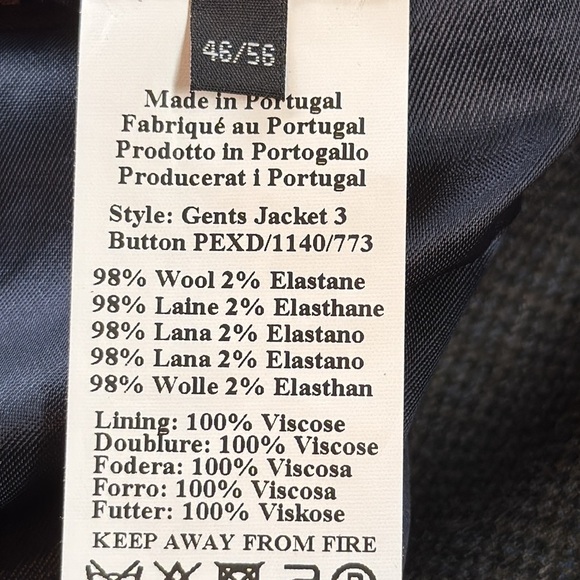 46/56
Made in Portugal
Fabriqué au Portugal
Prodotto in Portogallo
Producerat i Portugal
Style: Gents Jacket 3
Button PEXD/1140/773
98% Wool 2% Elastane
98% Laine 2% Elasthane
98% Lana 2% Elastano
98% Lana 2% Elastano
98% Wolle 2% Elasthan
Lining: 100% Viscose
Doublure: 100% Viscose
Fodera: 100% Viscosa
Forro: 100% Viscosa
Futter: 100% Viskose
KEEP AWAY FROM FIRE